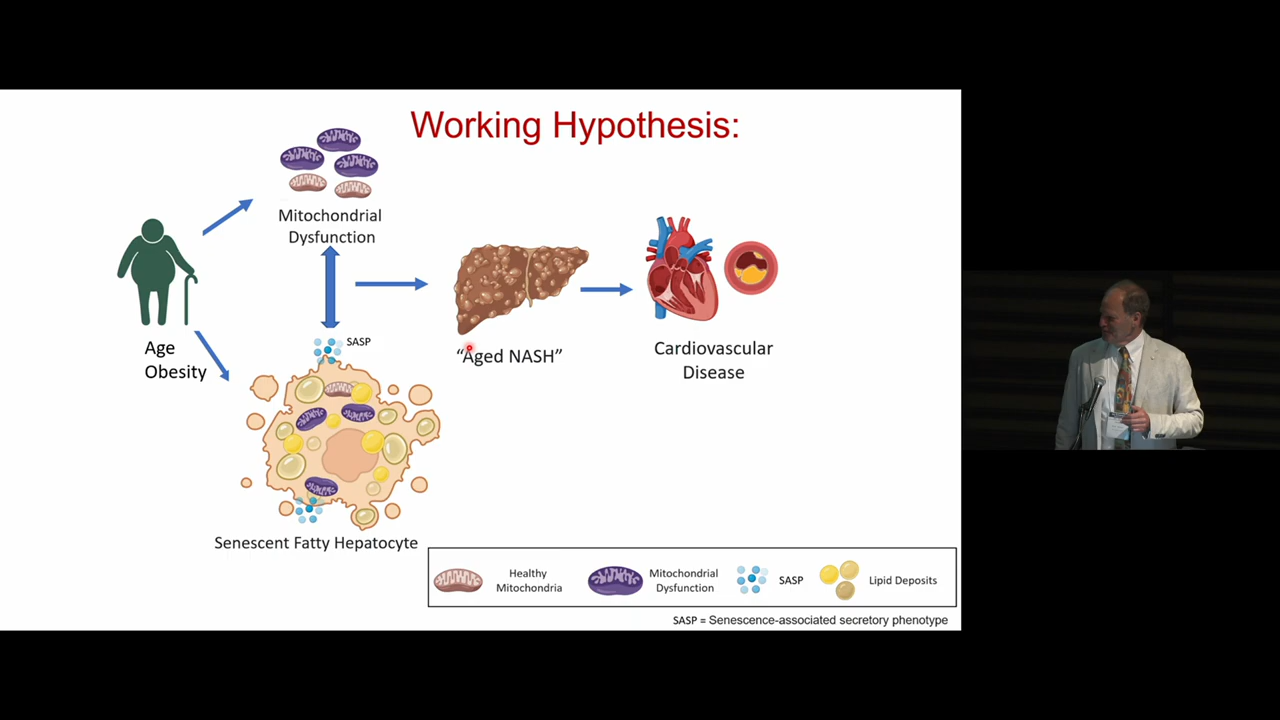 Working Hypothesis:
Mitochondrial
Dysfunction
Age
Obesity
SASP
"Aged NASH"
Cardiovascular
Disease
Senescent Fatty Hepatocyte
Healthy
Mitochondria
Mitochondrial
Dysfunction
SASP
Lipid Deposits
SASP = Senescence-associated secretory phenotype